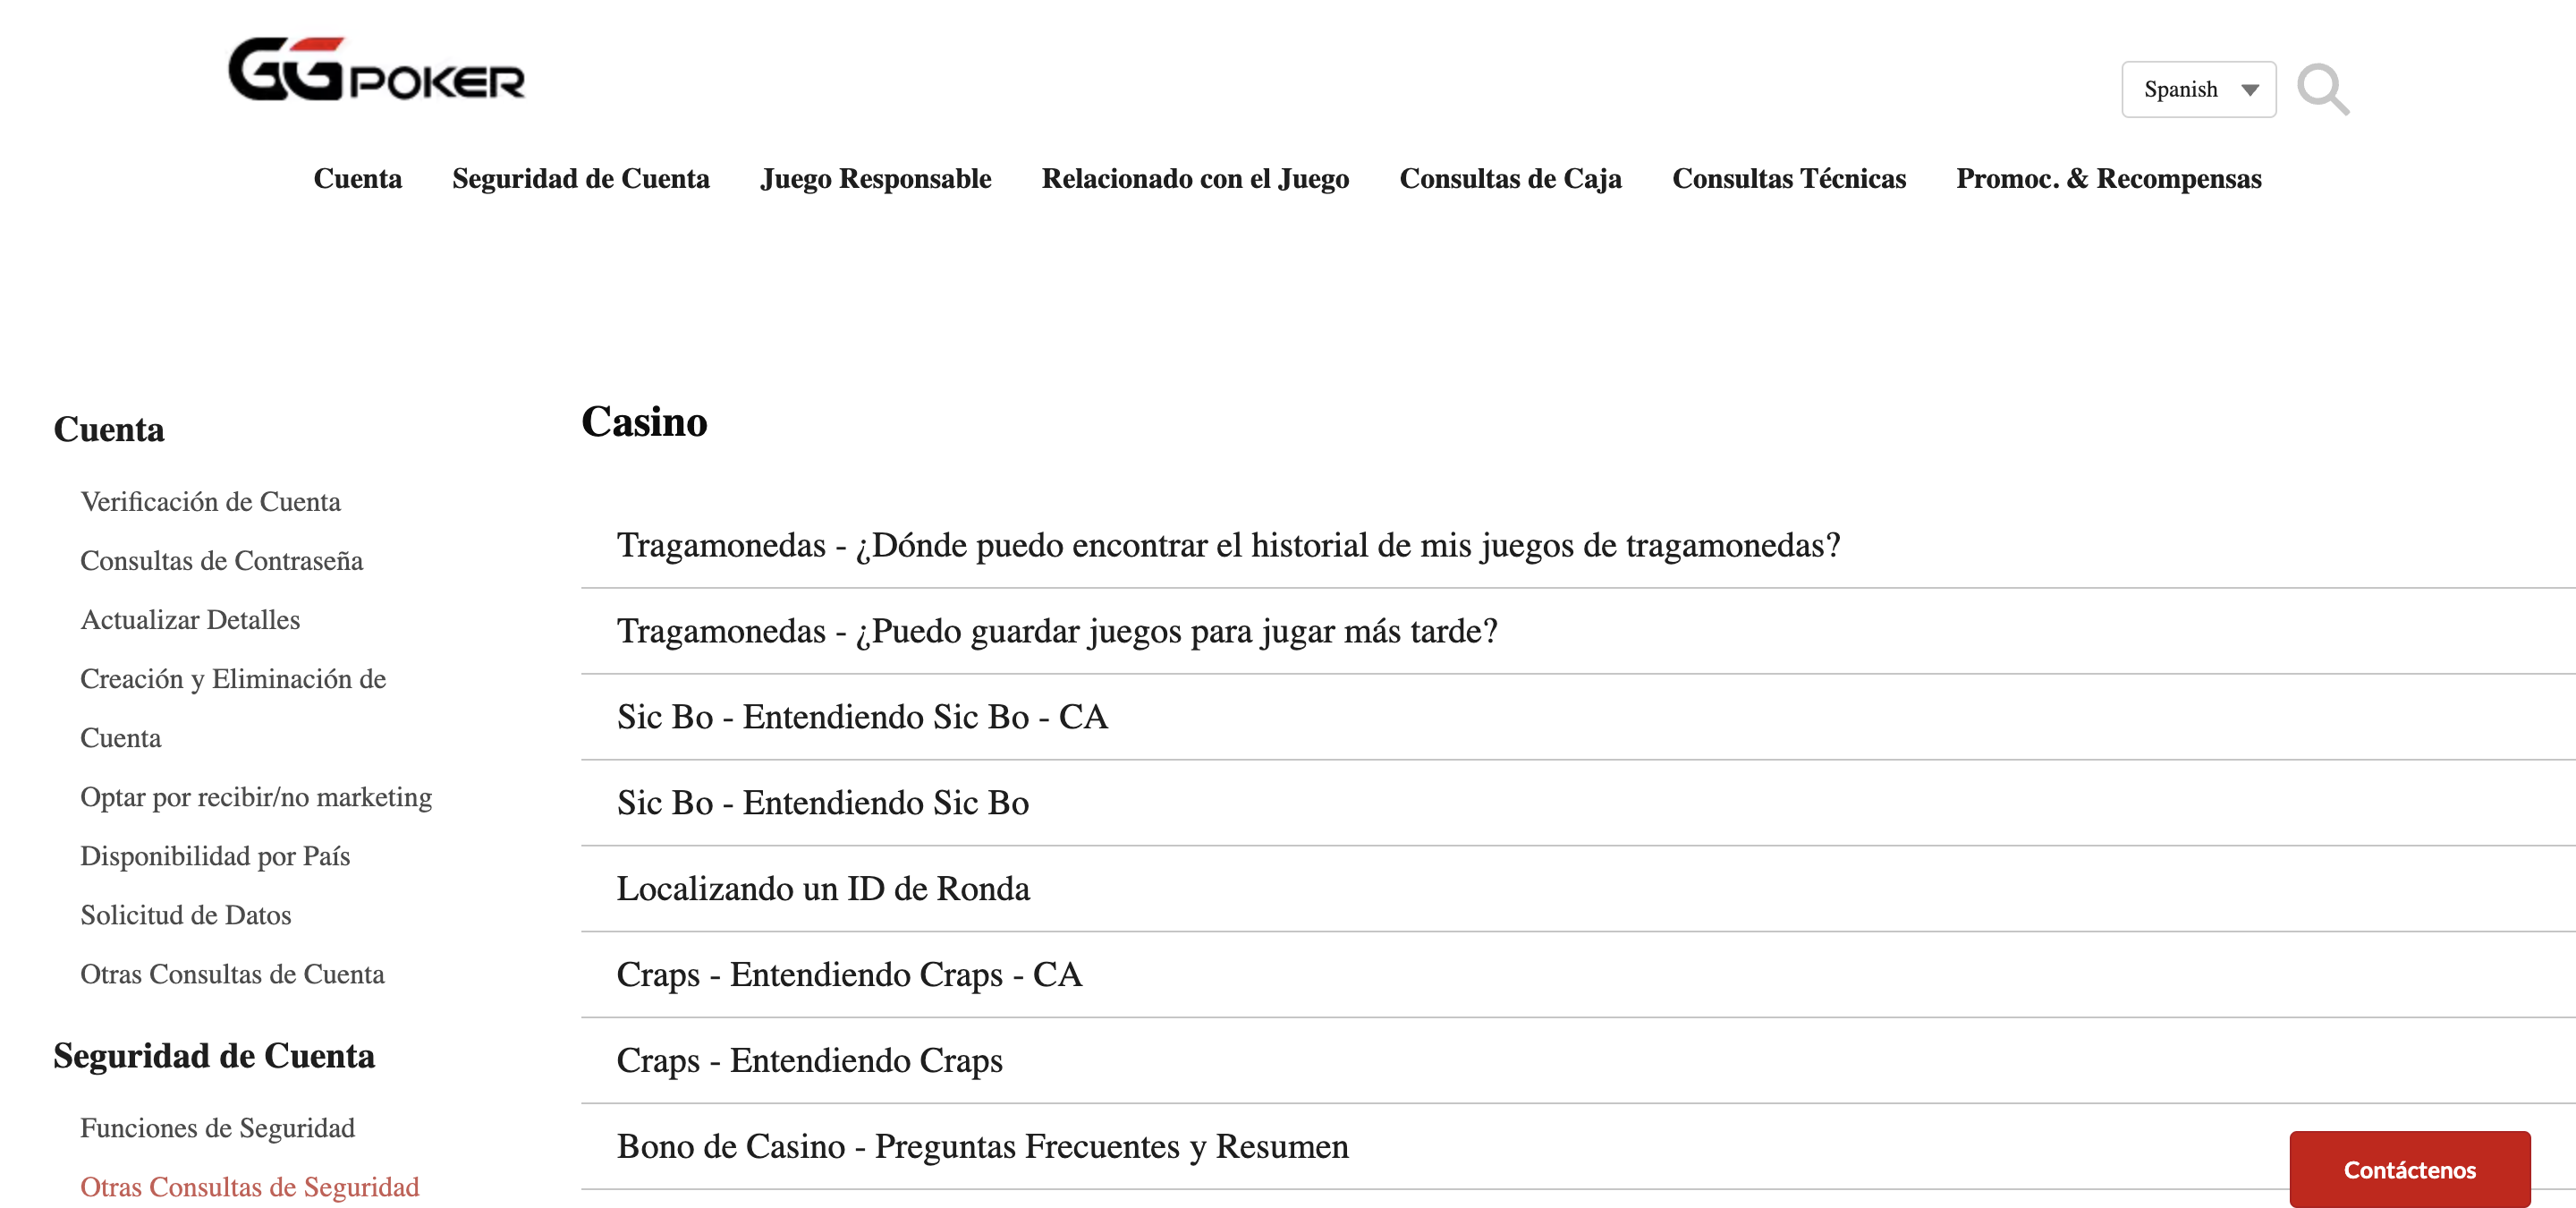 GGPOKER
Spanish
Cuenta
Seguridad de Cuenta
Juego Responsable
Relacionado con el Juego
Consultas de Caja
Consultas Técnicas
Promoc. & Recompensas
Cuenta
Verificación de Cuenta
Consultas de Contraseña
Actualizar Detalles
Creación y Eliminación de
Cuenta
Optar por recibir/no marketing
Disponibilidad por País
Solicitud de Datos
Otras Consultas de Cuenta
Seguridad de Cuenta
Funciones de Seguridad
Otras Consultas de Seguridad
Casino
Tragamonedas - ¿Dónde puedo encontrar el historial de mis juegos de tragamonedas?
Tragamonedas - ¿Puedo guardar juegos para jugar más tarde?
Sic Bo - Entendiendo Sic Bo - CA
Sic Bo - Entendiendo Sic Bo
Localizando un ID de Ronda
Craps - Entendiendo Craps - CA
Craps - Entendiendo Craps
Bono de Casino - Preguntas Frecuentes y Resumen
Contáctenos